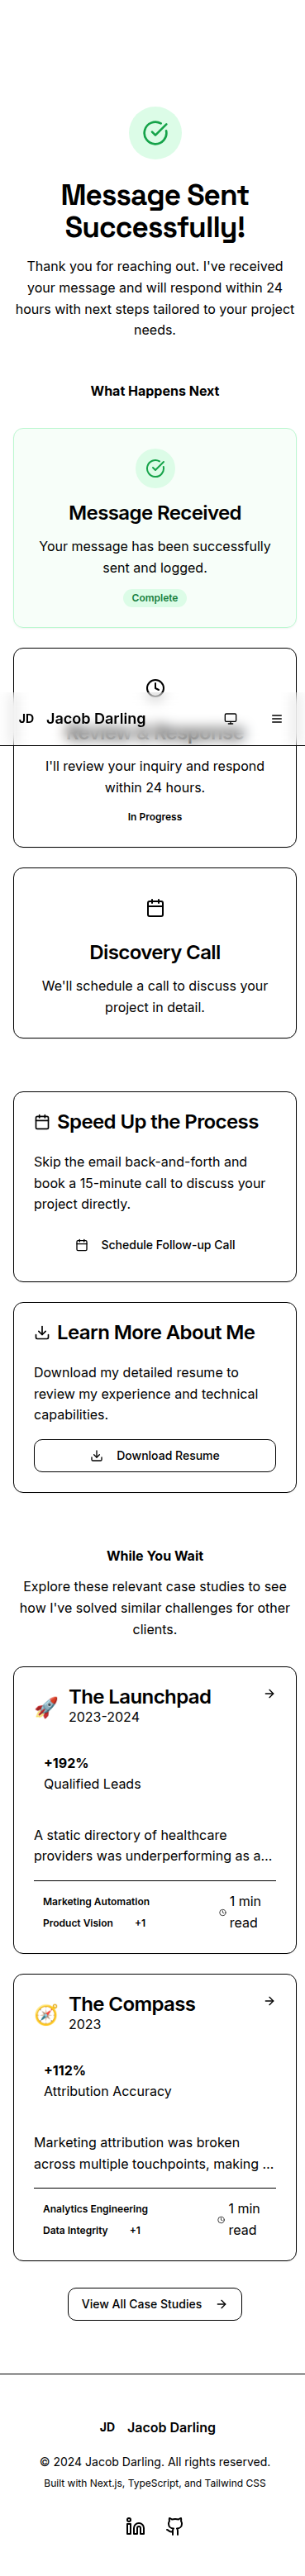 Message Sent
Successfully!
Thank you for reaching out. I've received
your message and will respond within 24
hours with next steps tailored to your project
needs.
What Happens Next
Message Received
Your message has been successfully
sent and logged.
Complete
JD Jacob Darling
Review & Response
I'll review your inquiry and respond
within 24 hours.
In Progress
Discovery Call
We'll schedule a call to discuss your
project in detail.
Speed Up the Process
Skip the email back-and-forth and
book a 15-minute call to discuss your
project directly.
Schedule Follow-up Call
Learn More About Me
Download my detailed resume to
review my experience and technical
capabilities.
Download Resume
While You Wait
Explore these relevant case studies to see
how I've solved similar challenges for other
clients.
The Launchpad
2023-2024
+192%
Qualified Leads
A static directory of healthcare
providers was underperforming as a...
Marketing Automation
Product Vision +1
1 min
read
The Compass
2023
+112%
Attribution Accuracy
Marketing attribution was broken
across multiple touchpoints, making ...
Analytics Engineering
Data Integrity +1
1 min
read
View All Case Studies
JD Jacob Darling
© 2024 Jacob Darling. All rights reserved.
Built with Next.js, TypeScript, and Tailwind CSS